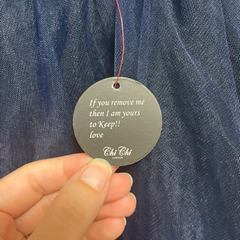 If you remove me
then I am yours
to Keep!!
love
Chi Chi
LONDON